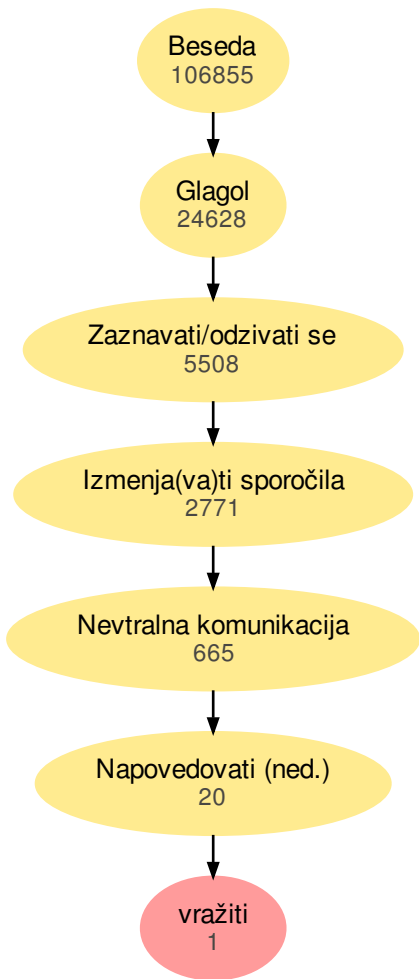 Beseda
106855
Glagol
24628
Zaznavati/odzivati se
5508
Izmenja(va)ti sporočila
2771
Nevtralna komunikacija
665
Napovedovati (ned.)
20
vražiti
1